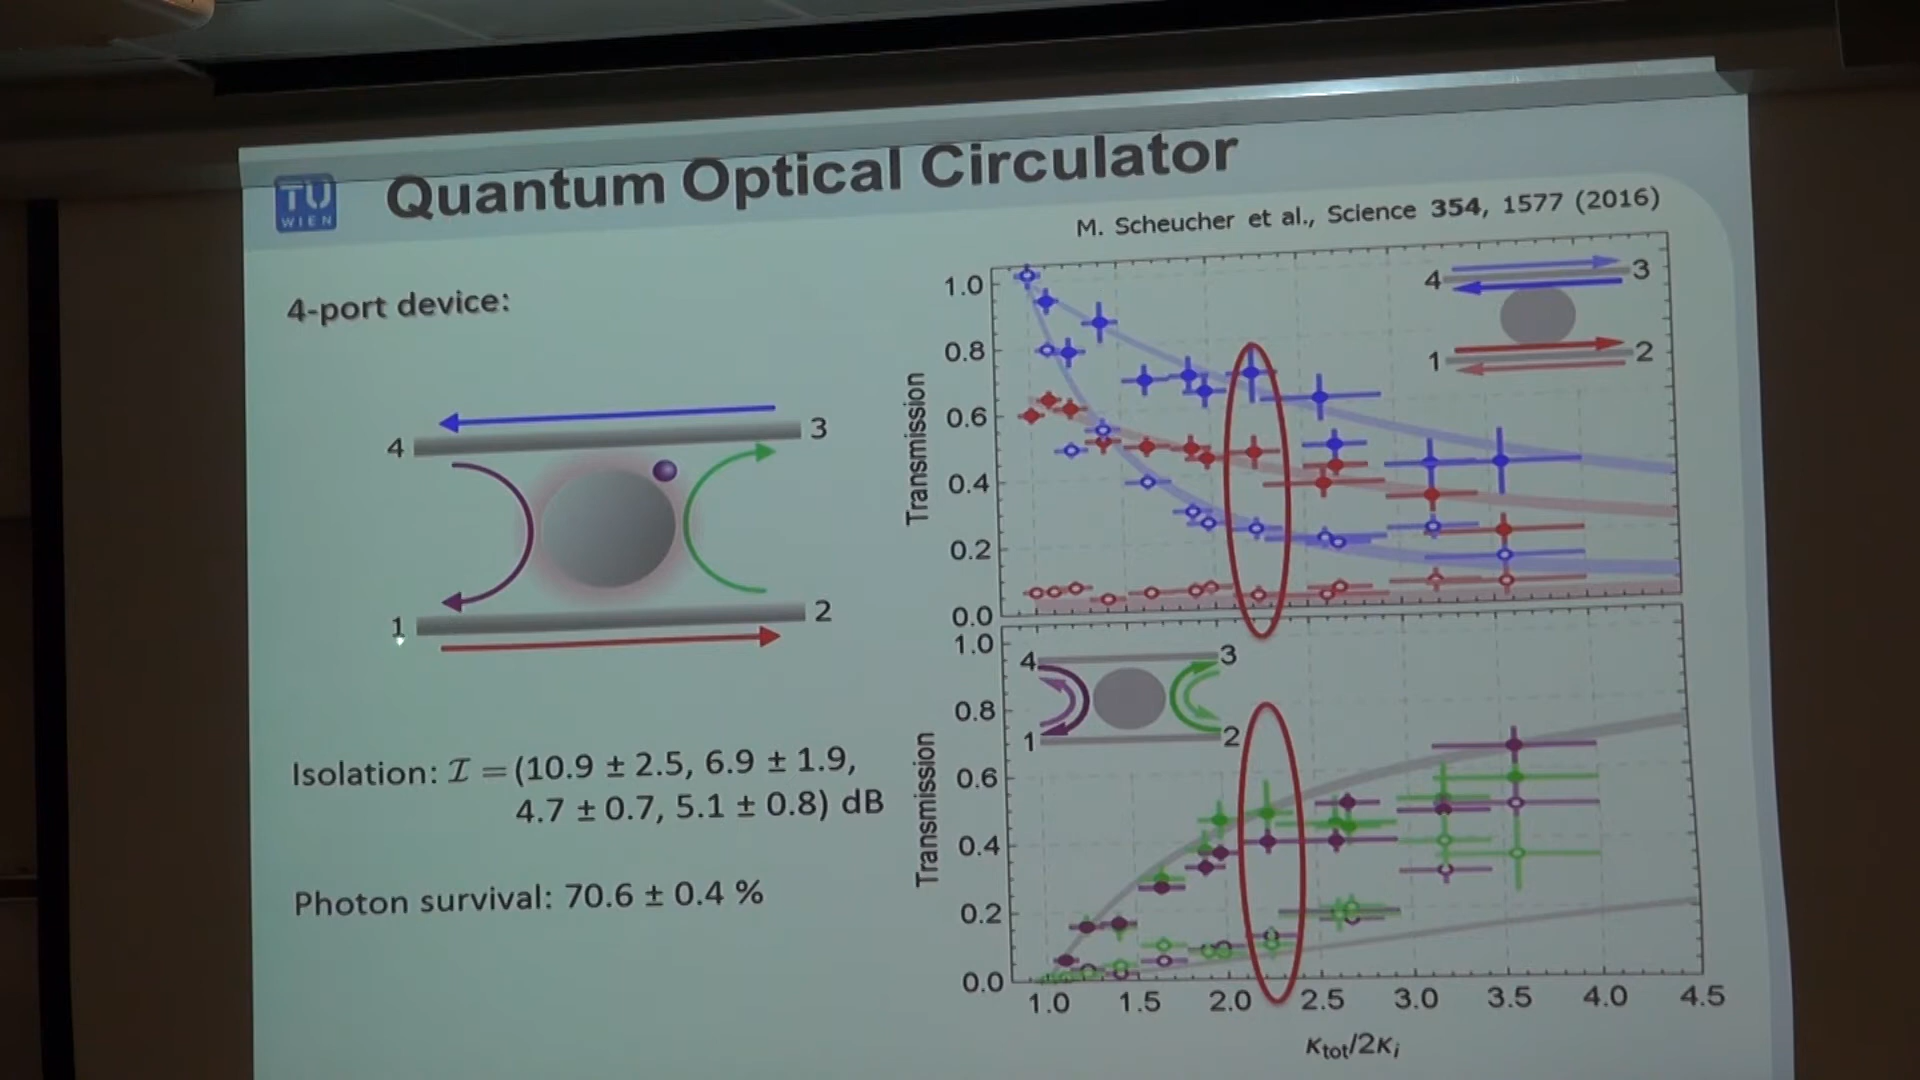 TU
WIEN
Quantum Optical Circulator
M. Scheucher et al., Science 354, 1577 (2016)
4-port device:
4
3
1
2
Isolation: I = (10.9 ± 2.5, 6.9 ± 1.9,
4.7 ± 0.7, 5.1 ± 0.8) dB
Photon survival: 70.6 ± 0.4 %
Transmission
1.0
0.8
0.6
0.4
0.2
0.0
4
3
1
2
Transmission
1.0
0.8
0.6
0.4
0.2
0.0
4
3
1
2
1.0 1.5 2.0 2.5 3.0 3.5 4.0 4.5
κtot/2κi